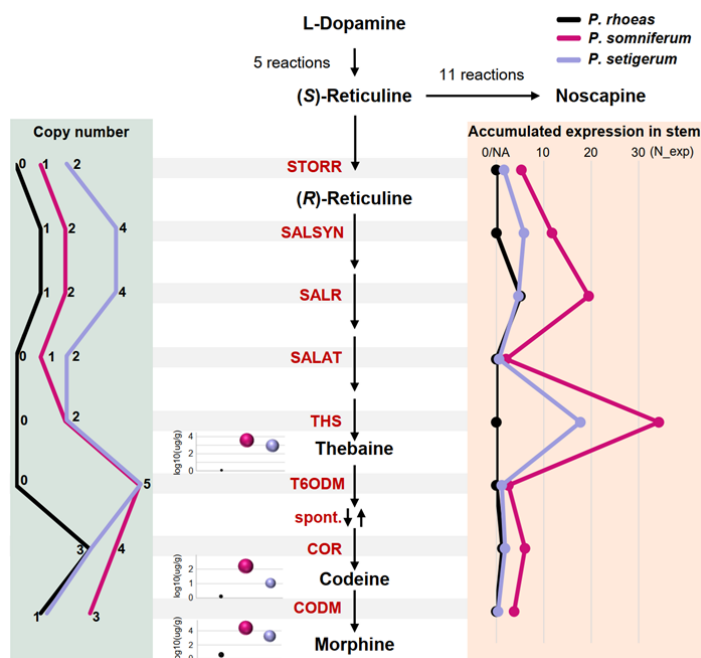 L-Dopamine
P. rhoeas
P. somniferum
P. setigerum
5 reactions
11 reactions
(S)-Reticuline
Noscapine
Copy number
Accumulated expression in stem
0/NA 10 20 30 (N_exp)
0 1 2
STORR
(R)-Reticuline
1 2 4
SALSYN
1 2 4
SALR
0 1 2
SALAT
0 2
THS
log10(ug/g)
4
2
0
Thebaine
0 5
T6ODM
spont.
3 4
COR
log10(ug/g)
2
0
Codeine
1 3
CODM
log10(ug/g)
4
2
0
Morphine